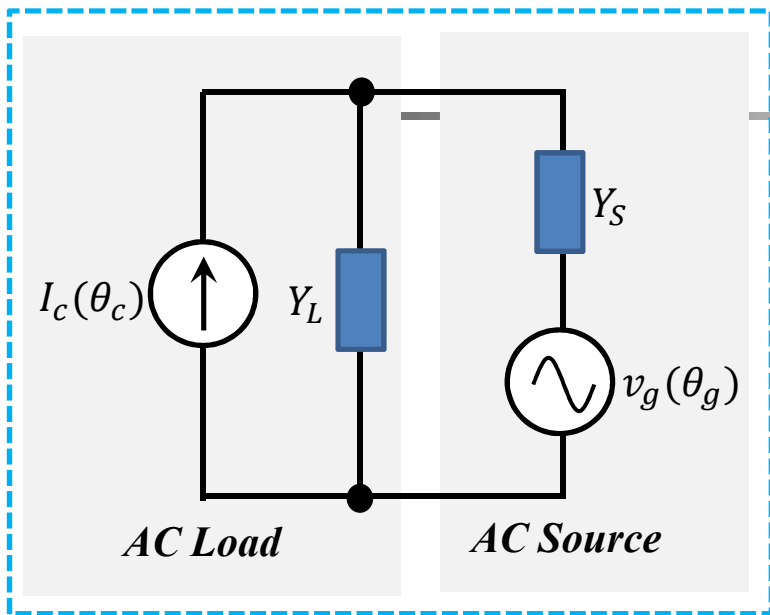 Y_S
I_c(θ_c)
Y_L
v_g(θ_g)
AC Load
AC Source